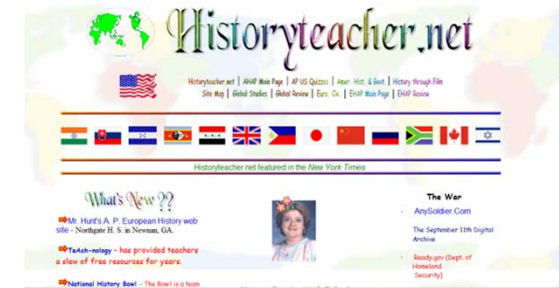 Historyteacher.net
Historyteacher.net | AHAP Main Page | AP US Quizzes | Amer. Hist. & Govt. | History through Film
Site Map | Global Studies | Global Review | Euro. Civ. | EHAP Main Page | EHAP Review
Historyteacher.net featured in the New York Times
What's New ??
Mr. Hunt's A. P. European History web
site - Northgate H. S. in Newnan, GA.
TeAch-nology - has provided teachers
a slew of free resources for years.
National History Bowl - The Bowl is a team
The War
AnySoldier.Com
The September 11th Digital
Archive
Ready.gov (Dept. of
Homeland
Security)